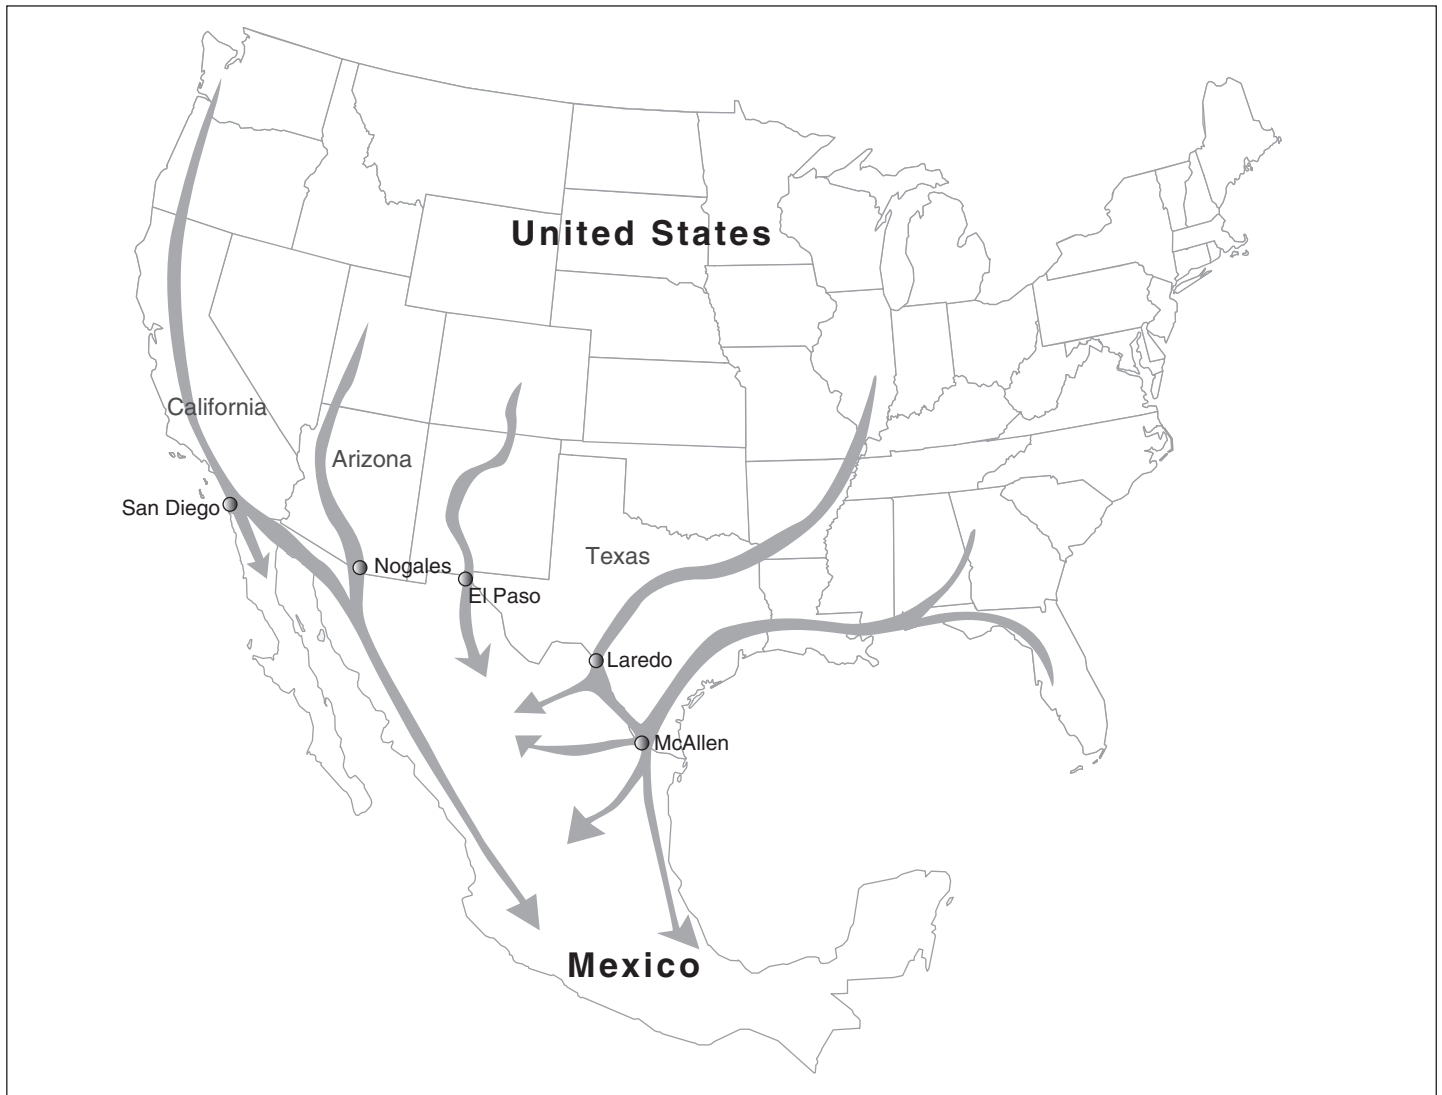 United States
California
Arizona
San Diego
Texas
Nogales
El Paso
Laredo
McAllen
Mexico